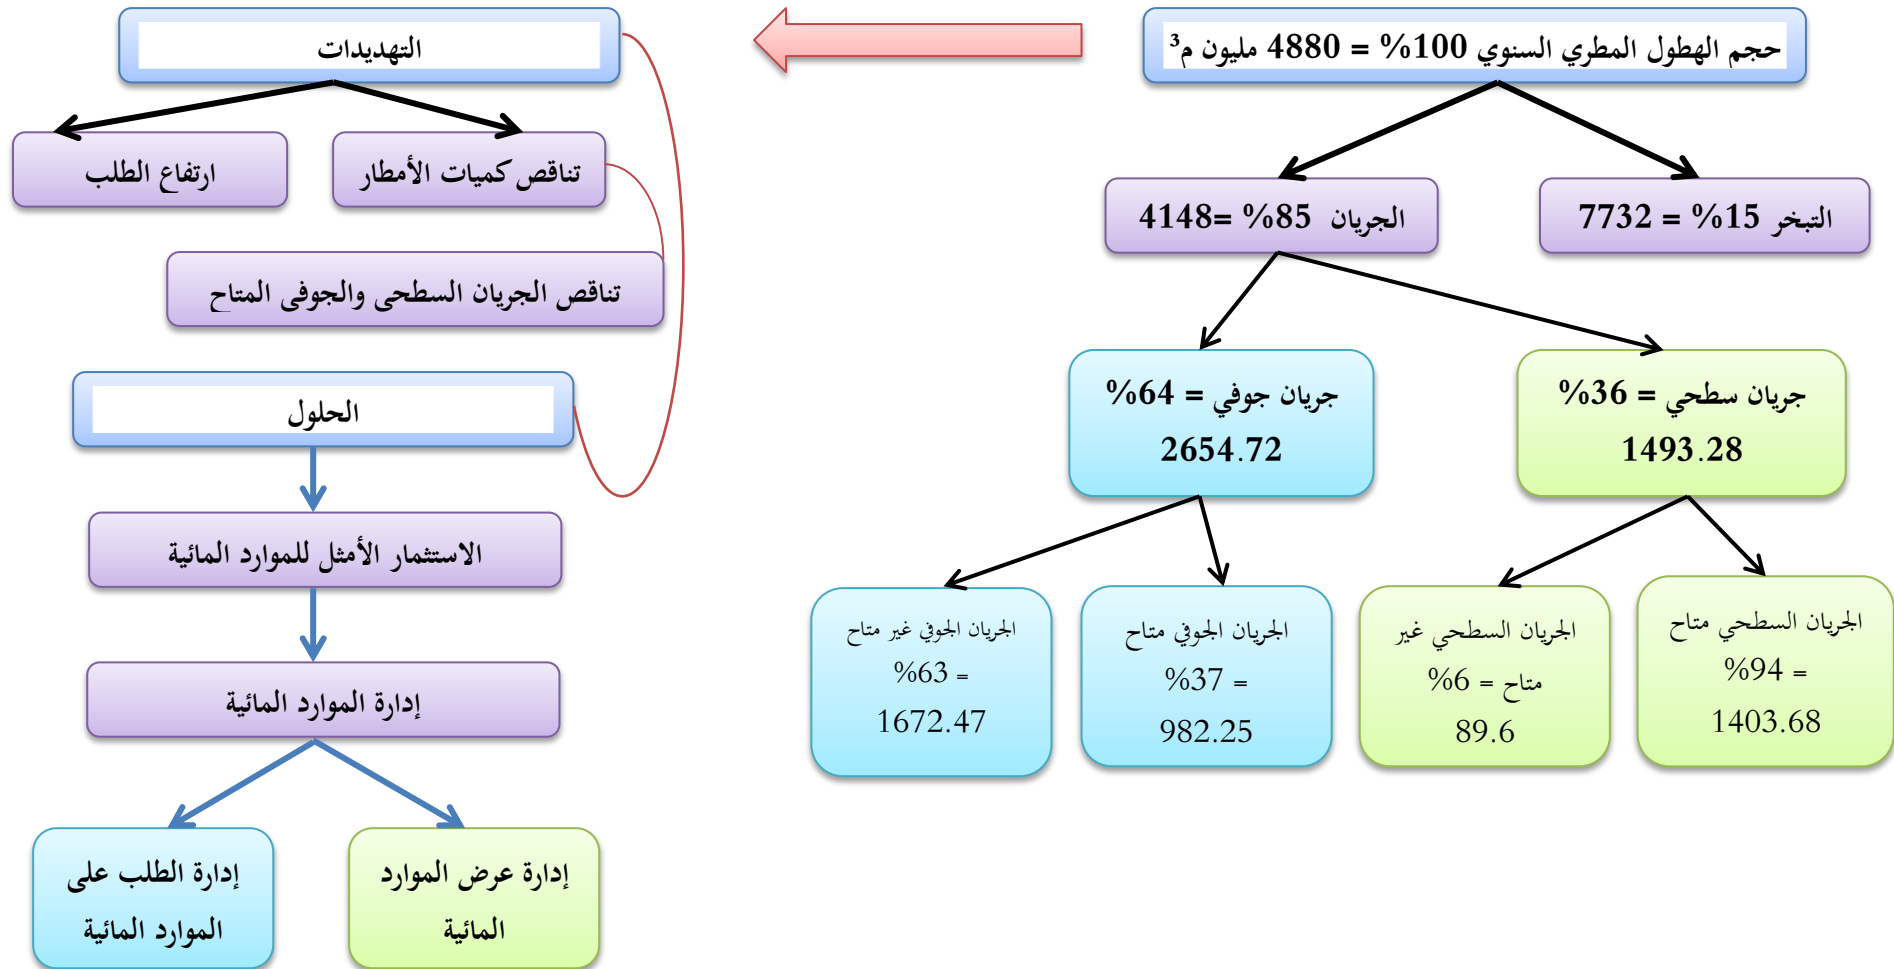 حجم الهطول المطري السنوي 100% = 4880 مليون م³
التبخر 15% = 7732
الجريان 85% =4148
جريان سطحي = 36%
1493.28
جريان جوفي = 64%
2654.72
الجريان السطحي متاح
= 94%
1403.68
الجريان السطحي غير
متاح = 6%
89.6
الجريان الجوفي متاح
= 37%
982.25
الجريان الجوفي غير متاح
= 63%
1672.47
التهديدات
تناقص كميات الأمطار
ارتفاع الطلب
تناقص الجريان السطحى والجوفى المتاح
الحلول
الاستثمار الأمثل للموارد المائية
إدارة الموارد المائية
إدارة عرض الموارد
المائية
إدارة الطلب على
الموارد المائية